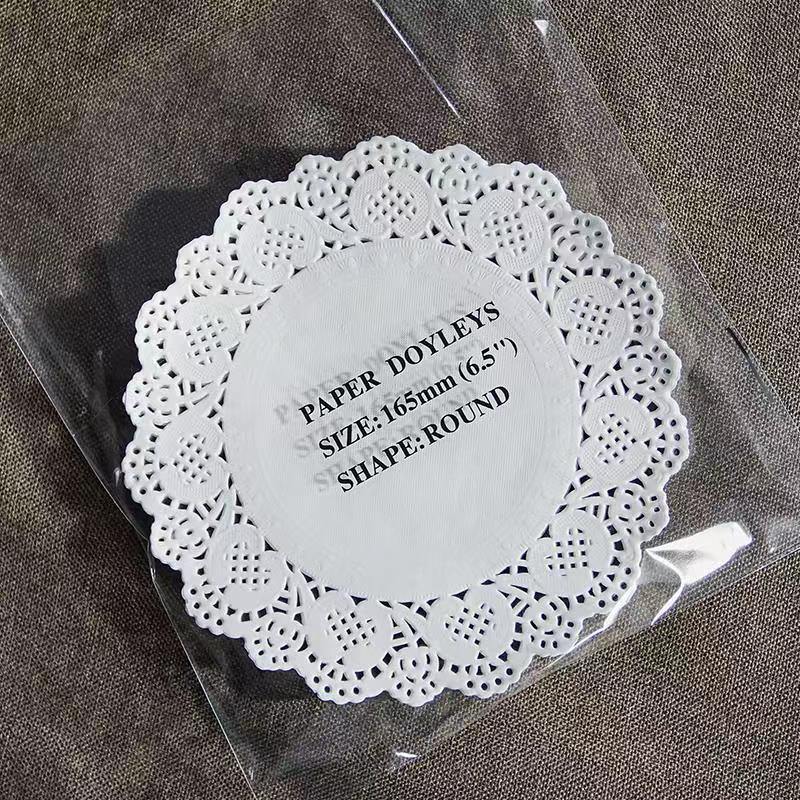 PAPER DOYLEYS
SIZE: 165mm (6.5'')
SHAPE: ROUND